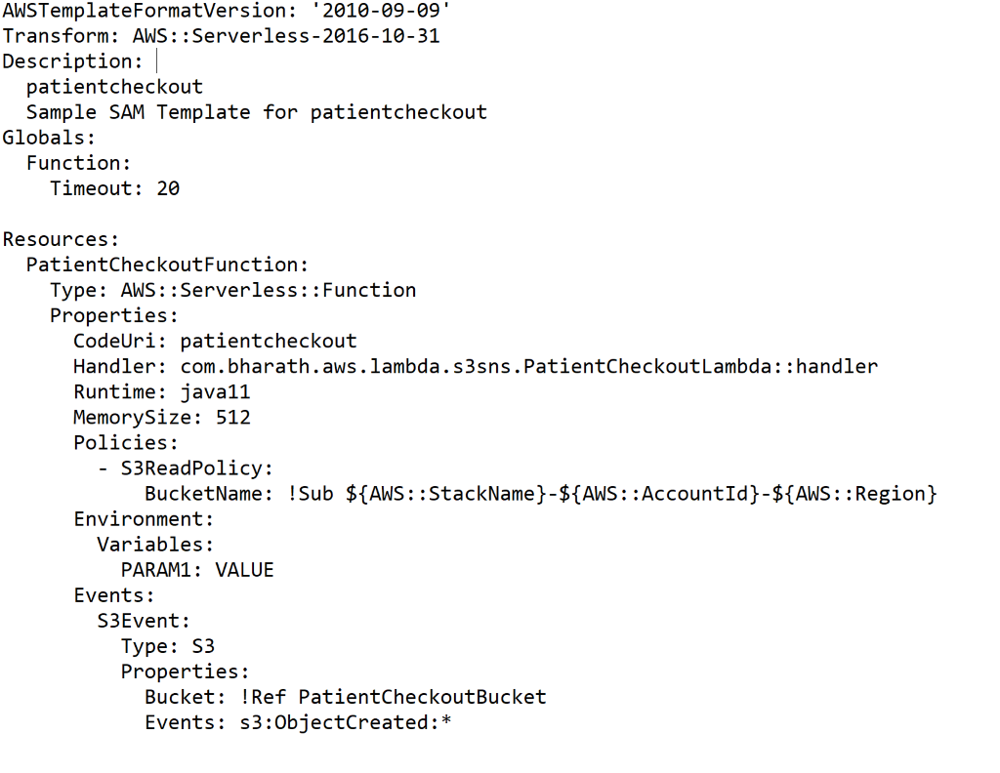 AWSTemplateFormatVersion: '2010-09-09'
Transform: AWS::Serverless-2016-10-31
Description:
  patientcheckout
  Sample SAM Template for patientcheckout
Globals:
  Function:
    Timeout: 20

Resources:
  PatientCheckoutFunction:
    Type: AWS::Serverless::Function
    Properties:
      CodeUri: patientcheckout
      Handler: com.bharath.aws.lambda.s3sns.PatientCheckoutLambda::handler
      Runtime: java11
      MemorySize: 512
      Policies:
        - S3ReadPolicy:
            BucketName: !Sub ${AWS::StackName}-${AWS::AccountId}-${AWS::Region}
      Environment:
        Variables:
          PARAM1: VALUE
      Events:
        S3Event:
          Type: S3
          Properties:
            Bucket: !Ref PatientCheckoutBucket
            Events: s3:ObjectCreated:*